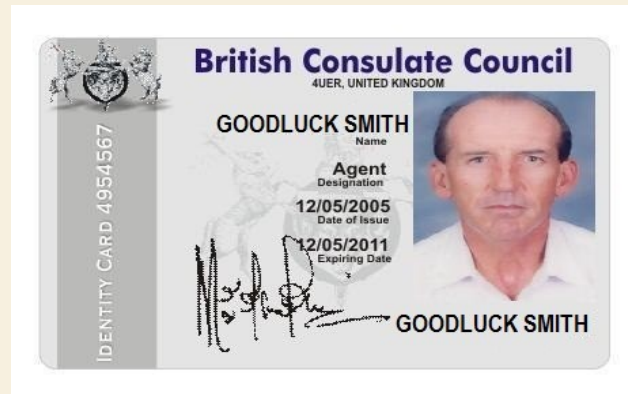 British Consulate Council
4UER, UNITED KINGDOM
GOODLUCK SMITH
Name
Agent
Designation
12/05/2005
Date of Issue
12/05/2011
Expiring Date
GOODLUCK SMITH
IDENTITY CARD 4954567